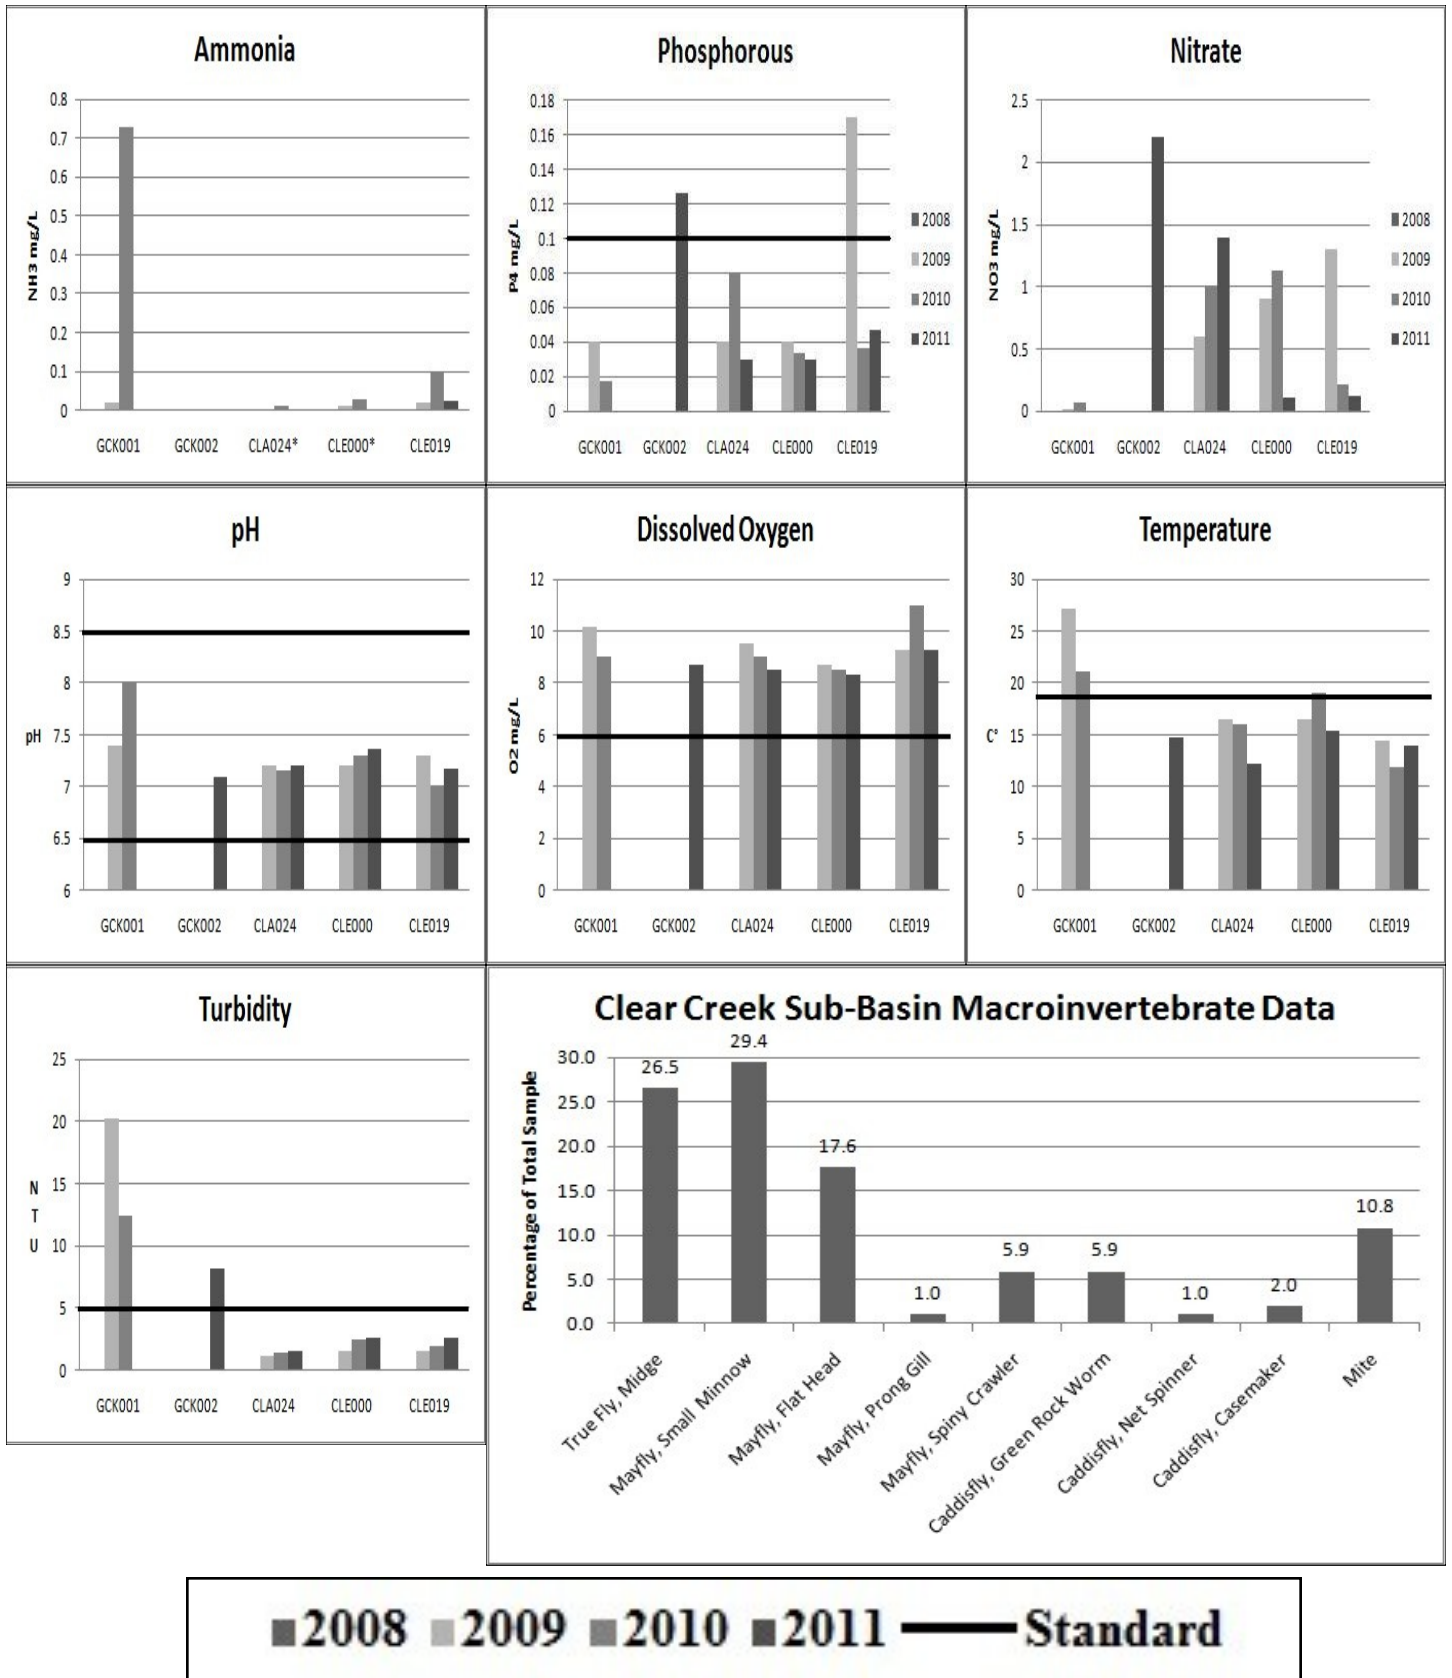 Ammonia
NH3 mg/L
0.8
0.7
0.6
0.5
0.4
0.3
0.2
0.1
0
GCK001 GCK002 CLA024* CLE000* CLE019
Phosphorous
P4 mg/L
0.18
0.16
0.14
0.12
0.1
0.08
0.06
0.04
0.02
0
GCK001 GCK002 CLA024 CLE000 CLE019
2008
2009
2010
2011
Nitrate
NO3 mg/L
2.5
2
1.5
1
0.5
0
GCK001 GCK002 CLA024 CLE000 CLE019
2008
2009
2010
2011
pH
pH
9
8.5
8
7.5
7
6.5
6
GCK001 GCK002 CLA024 CLE000 CLE019
Dissolved Oxygen
O2 mg/L
12
10
8
6
4
2
0
GCK001 GCK002 CLA024 CLE000 CLE019
Temperature
C°
30
25
20
15
10
5
0
GCK001 GCK002 CLA024 CLE000 CLE019
Turbidity
N
T
U
25
20
15
10
5
0
GCK001 GCK002 CLA024 CLE000 CLE019
Clear Creek Sub-Basin Macroinvertebrate Data
Percentage of Total Sample
30.0
25.0
20.0
15.0
10.0
5.0
0.0
26.5
29.4
17.6
1.0
5.9
5.9
1.0
2.0
10.8
True Fly, Midge
Mayfly, Small Minnow
Mayfly, Flat Head
Mayfly, Prong Gill
Mayfly, Spiny Crawler
Caddisfly, Green Rock Worm
Caddisfly, Net Spinner
Caddisfly, Casemaker
Mite
2008 2009 2010 2011 Standard